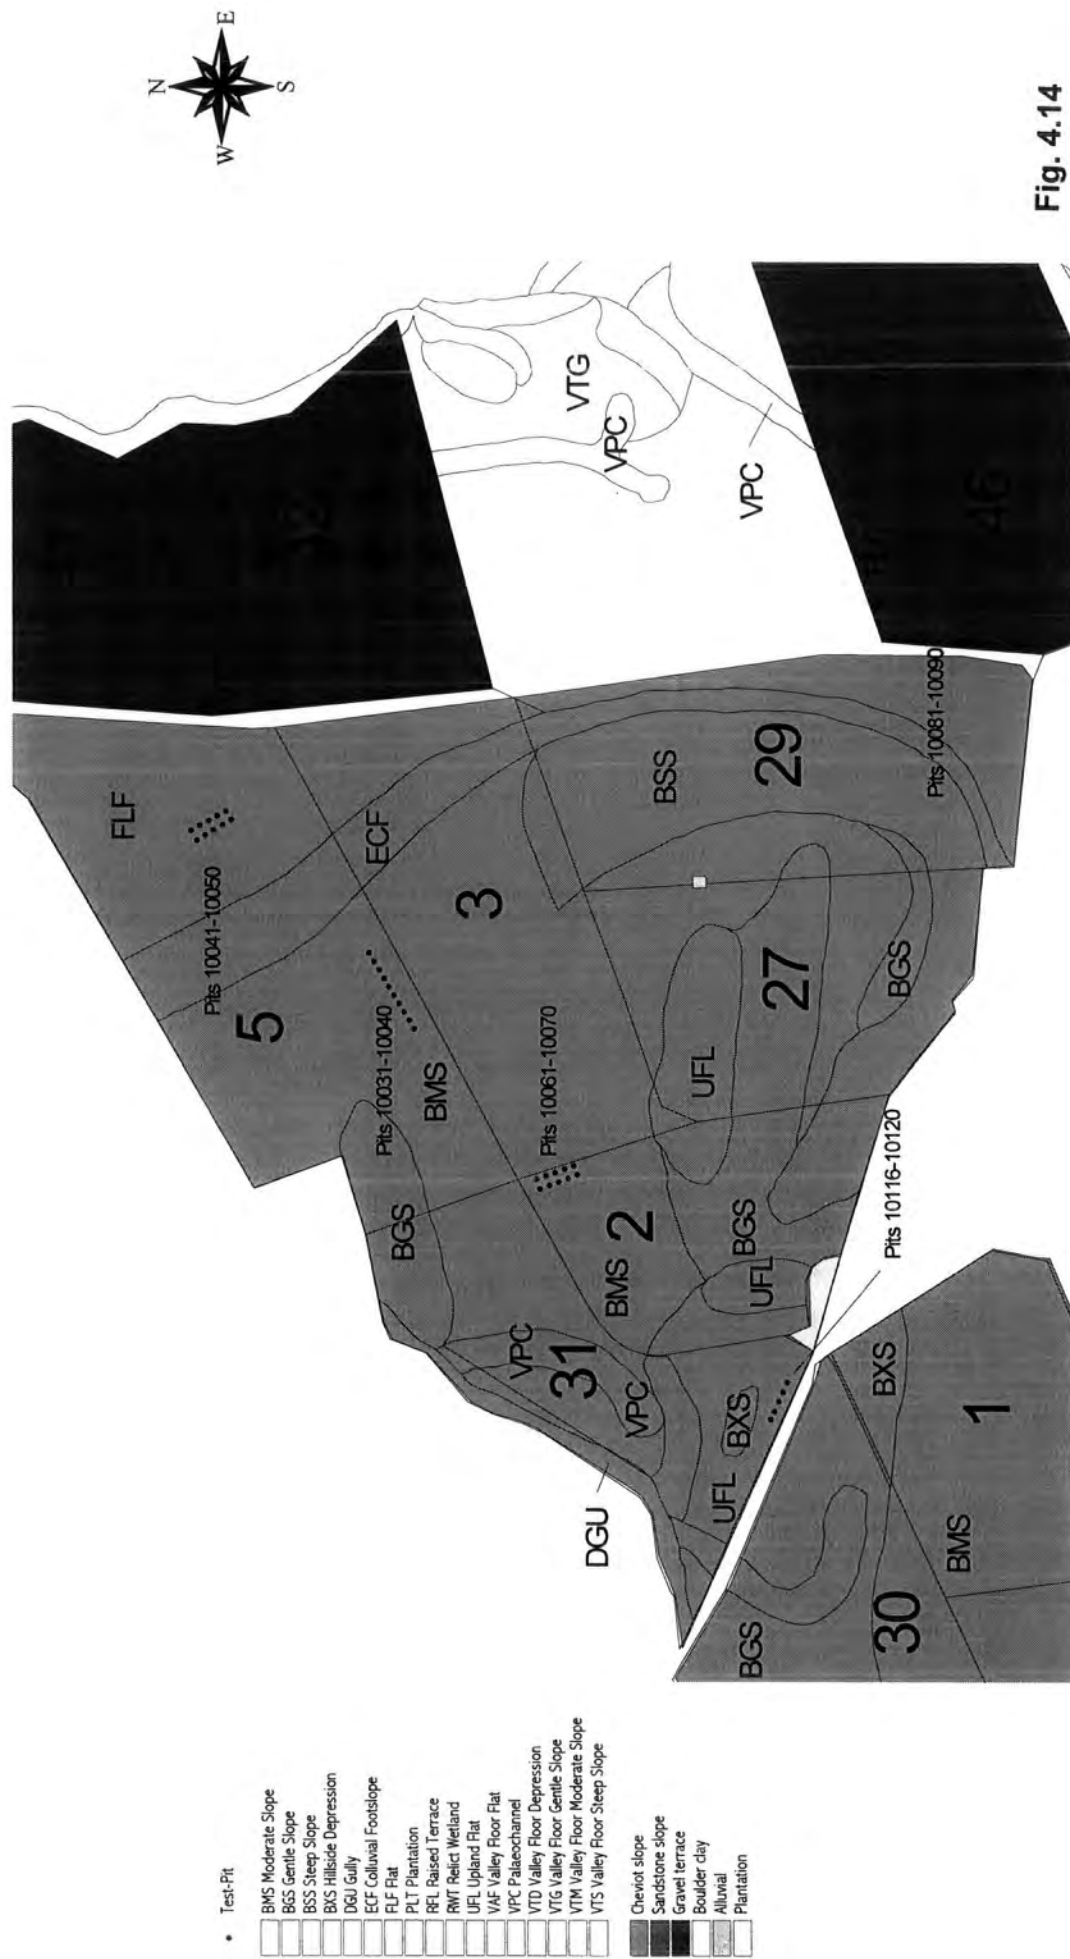 N
W
E
S
Fig. 4.14
FLF
Pits 10041-10050
5
ECF
3
Pits 10031-10040
BMS
BGS
Pits 10061-10070
BMS
2
VPC
31
VPC
DGU
UFL
BXS
UFL
BGS
UFL
27
BGS
BSS
29
Pits 10081-10090
Pits 10116-10120
BXS
1
BMS
30
BGS
VTG
VPC
VPC
46
• Test-Pit
BMS Moderate Slope
BGS Gentle Slope
BSS Steep Slope
BXS Hillside Depression
DGU Gully
ECF Colluvial Footslope
FLF Flat
PLT Plantation
RFL Raised Terrace
RWT Relict Wetland
UFL Upland Flat
VAF Valley Floor Flat
VPC Palaeochannel
VTD Valley Floor Depression
VTG Valley Floor Gentle Slope
VTM Valley Floor Moderate Slope
VTS Valley Floor Steep Slope
Cheviot slope
Sandstone slope
Gravel terrace
Boulder clay
Alluvial
Plantation